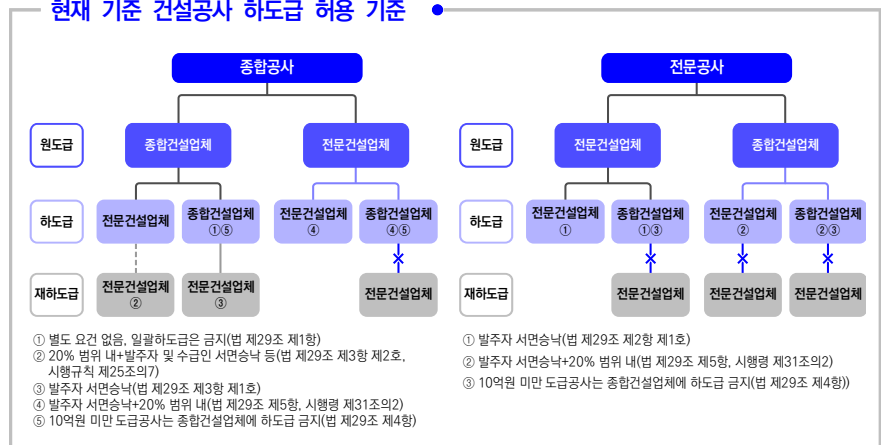 현재 기준 건설공사 하도급 허용 기준
종합공사
원도급
종합건설업체
전문건설업체
하도급
전문건설업체
종합건설업체
①⑤
전문건설업체
④
종합건설업체
④⑤
재하도급
전문건설업체
②
전문건설업체
③
전문건설업체
① 별도 요건 없음, 일괄하도급은 금지(법 제29조 제1항)
② 20% 범위 내+발주자 및 수급인 서면승낙 등(법 제29조 제3항 제2호,
시행규칙 제25조의7)
③ 발주자 서면승낙(법 제29조 제3항 제1호)
④ 발주자 서면승낙+20% 범위 내(법 제29조 제5항, 시행령 제31조의2)
⑤ 10억원 미만 도급공사는 종합건설업체에 하도급 금지(법 제29조 제4항)
전문공사
원도급
전문건설업체
종합건설업체
하도급
전문건설업체
①
종합건설업체
①③
전문건설업체
②
종합건설업체
②③
재하도급
전문건설업체
전문건설업체
전문건설업체
① 발주자 서면승낙(법 제29조 제2항 제1호)
② 발주자 서면승낙+20% 범위 내(법 제29조 제5항, 시행령 제31조의2)
③ 10억원 미만 도급공사는 종합건설업체에 하도급 금지(법 제29조 제4항))